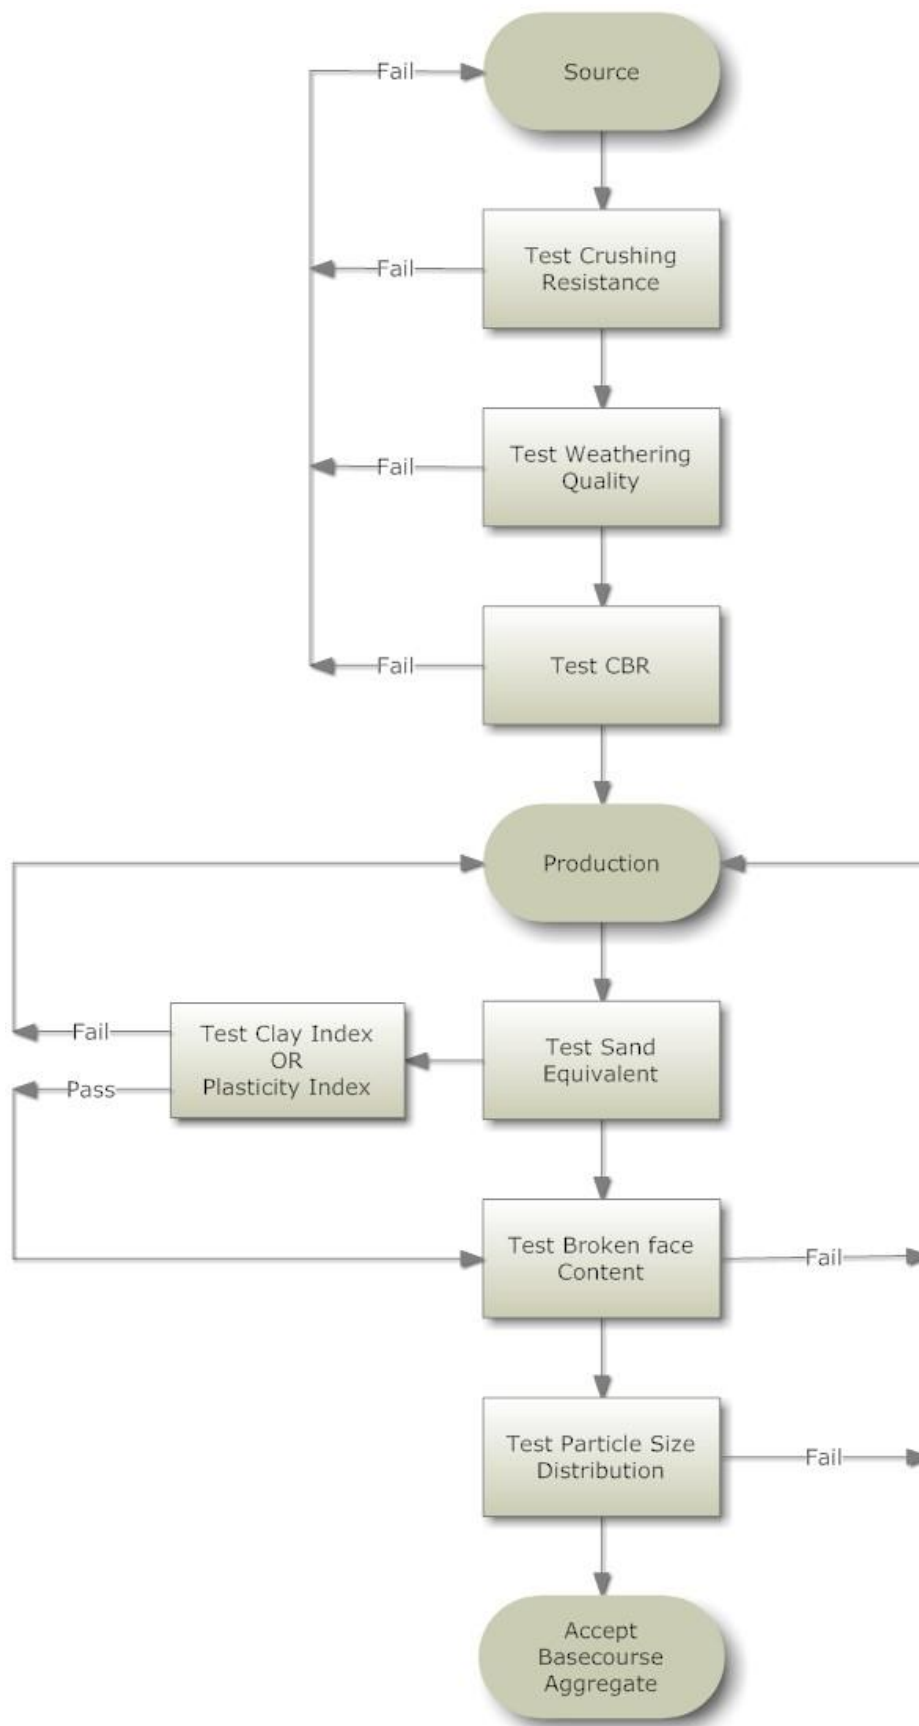 Fail
Source
Test Crushing
Resistance
Fail
Test Weathering
Quality
Fail
Test CBR
Fail
Production
Test Clay Index
OR
Plasticity Index
Fail
Pass
Test Sand
Equivalent
Test Broken face
Content
Fail
Test Particle Size
Distribution
Fail
Accept
Basecourse
Aggregate